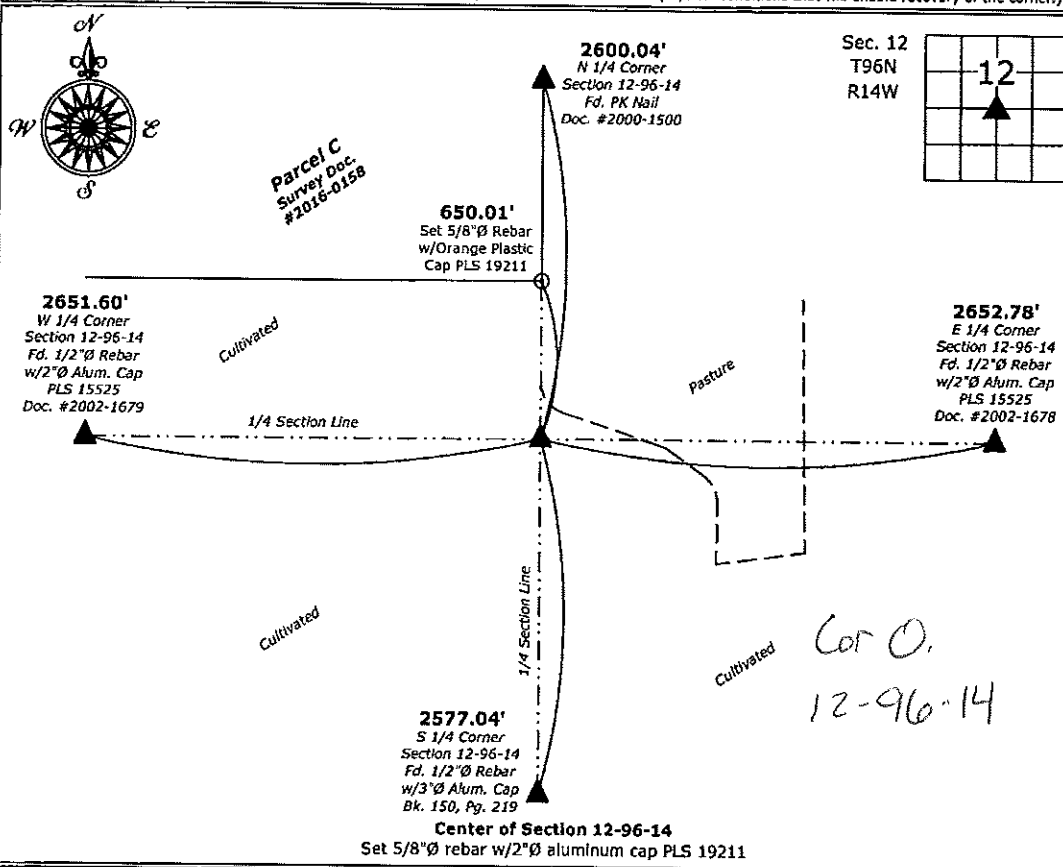 N
W
E
S
2600.04'
N 1/4 Corner
Section 12-96-14
Fd. PK Nail
Doc. #2000-1500
Sec. 12
T96N
R14W
12
Parcel C
Survey Doc.
#2016-0158
650.01'
Set 5/8"Ø Rebar
w/Orange Plastic
Cap PLS 19211
2651.60'
W 1/4 Corner
Section 12-96-14
Fd. 1/2"Ø Rebar
w/2"Ø Alum. Cap
PLS 15525
Doc. #2002-1679
Cultivated
1/4 Section Line
Pasture
2652.78'
E 1/4 Corner
Section 12-96-14
Fd. 1/2"Ø Rebar
w/2"Ø Alum. Cap
PLS 15525
Doc. #2002-1678
Cultivated
1/4 Section Line
Cultivated
Cor O.
12-96-14
2577.04'
S 1/4 Corner
Section 12-96-14
Fd. 1/2"Ø Rebar
w/3"Ø Alum. Cap
Bk. 150, Pg. 219
Center of Section 12-96-14
Set 5/8"Ø rebar w/2"Ø aluminum cap PLS 19211